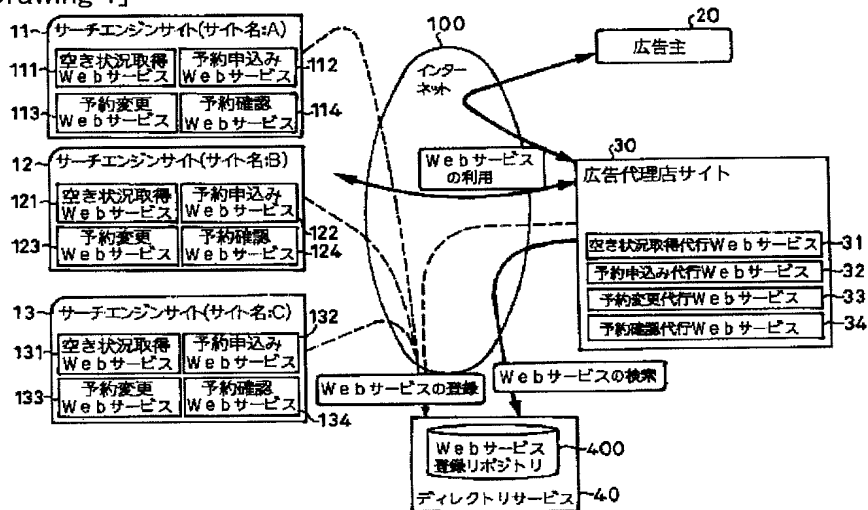 11
サーチエンジンサイト(サイト名:A)
空き状況取得
Webサービス
予約申込み
Webサービス
111
112
予約変更
Webサービス
予約確認
Webサービス
113
114
12
サーチエンジンサイト(サイト名:B)
空き状況取得
Webサービス
予約申込み
Webサービス
121
122
予約変更
Webサービス
予約確認
Webサービス
123
124
13
サーチエンジンサイト(サイト名:C)
132
空き状況取得
Webサービス
予約申込み
Webサービス
131
予約変更
Webサービス
予約確認
Webサービス
133
134
100
インター
ネット
20
広告主
Webサービス
の利用
30
広告代理店サイト
空き状況取得代行Webサービス
31
予約申込み代行Webサービス
32
予約変更代行Webサービス
33
予約確認代行Webサービス
34
Webサービスの登録
Webサービスの検索
Webサービス
登録リポジトリ
400
ディレクトリサービス
40